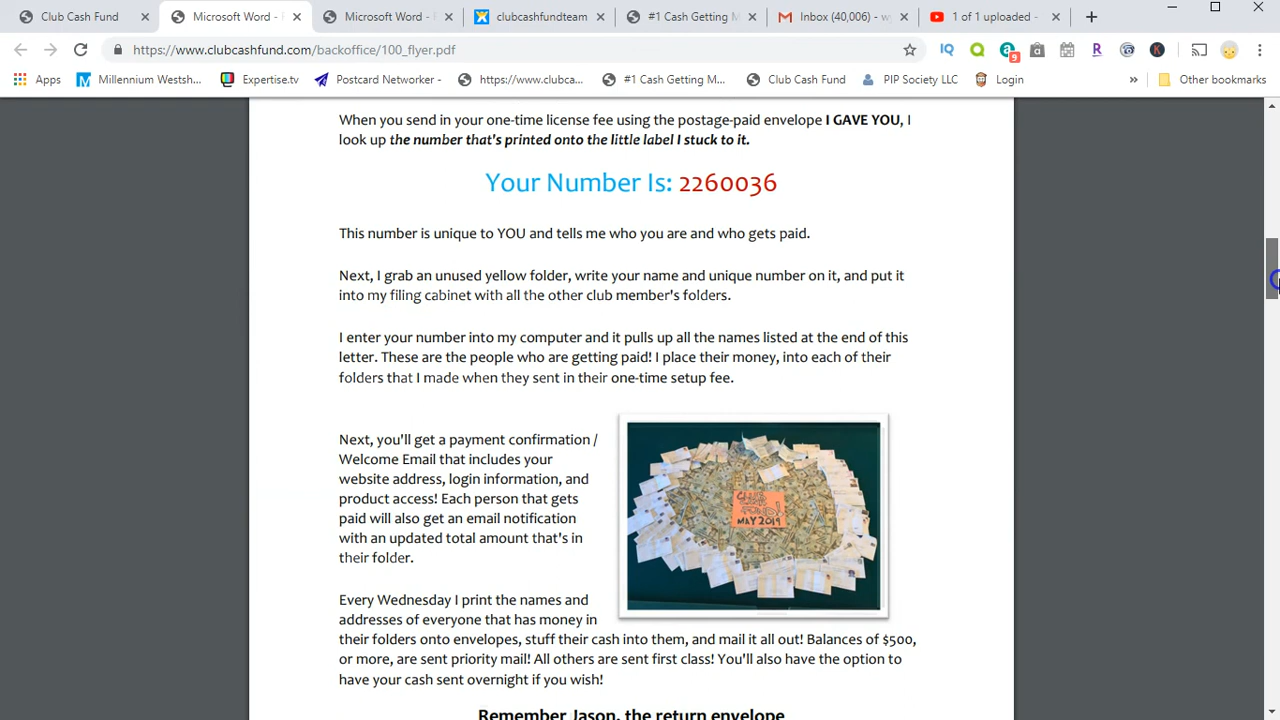 Club Cash Fund
Microsoft Word - F
Microsoft Word - F
clubcashfundteam
#1 Cash Getting M
Inbox (40,006) - w
1 of 1 uploaded -
https://www.clubcashfund.com/backoffice/100_flyer.pdf
Apps
Millennium Westsh...
Expertise.tv
Postcard Networker -
https://www.clubca...
#1 Cash Getting M...
Club Cash Fund
PIP Society LLC
Login
Other bookmarks
When you send in your one-time license fee using the postage-paid envelope I GAVE YOU, I
look up the number that's printed onto the little label I stuck to it.
Your Number Is: 2260036
This number is unique to YOU and tells me who you are and who gets paid.
Next, I grab an unused yellow folder, write your name and unique number on it, and put it
into my filing cabinet with all the other club member's folders.
I enter your number into my computer and it pulls up all the names listed at the end of this
letter. These are the people who are getting paid! I place their money, into each of their
folders that I made when they sent in their one-time setup fee.
Next, you'll get a payment confirmation /
Welcome Email that includes your
website address, login information, and
product access! Each person that gets
paid will also get an email notification
with an updated total amount that's in
their folder.
CLUB
CASH
FUND!
MAY 2019
Every Wednesday I print the names and
addresses of everyone that has money in
their folders onto envelopes, stuff their cash into them, and mail it all out! Balances of $500,
or more, are sent priority mail! All others are sent first class! You'll also have the option to
have your cash sent overnight if you wish!
Remember Jason, the return envelope